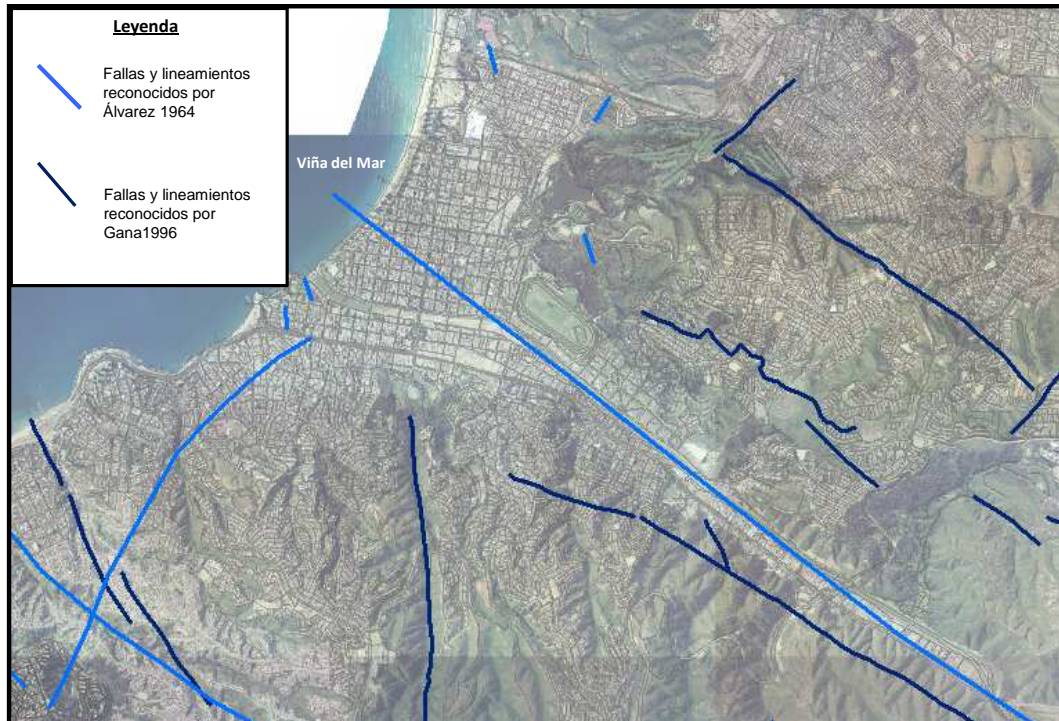 Leyenda
Fallas y lineamientos
reconocidos por
Álvarez 1964
Fallas y lineamientos
reconocidos por
Gana1996
Viña del Mar